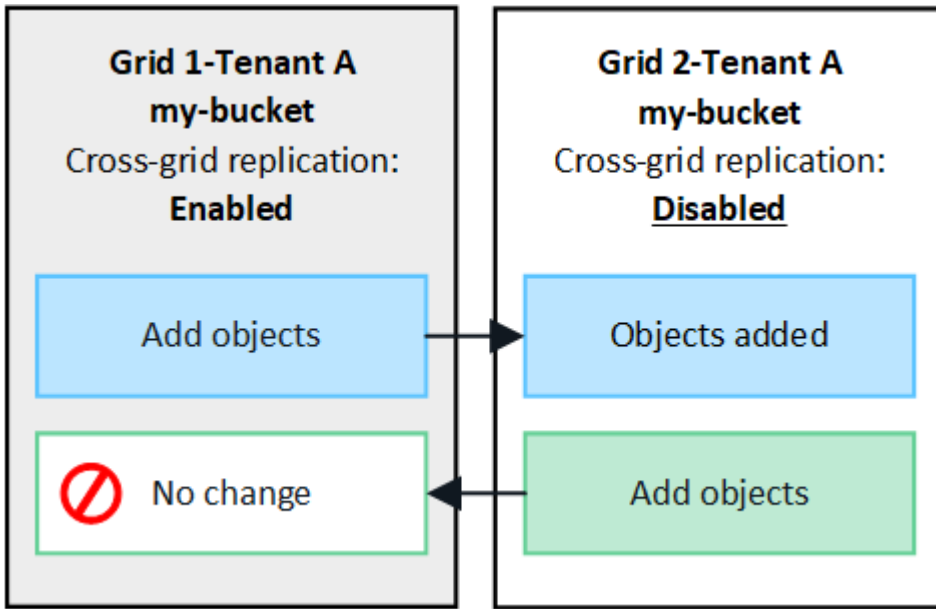 Grid 1-Tenant A
my-bucket
Cross-grid replication:
Enabled
Add objects
No change
Grid 2-Tenant A
my-bucket
Cross-grid replication:
Disabled
Objects added
Add objects